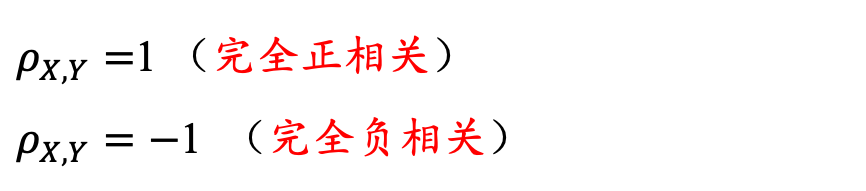 ρX,Y =1 （完全正相关）
ρX,Y = −1 （完全负相关）